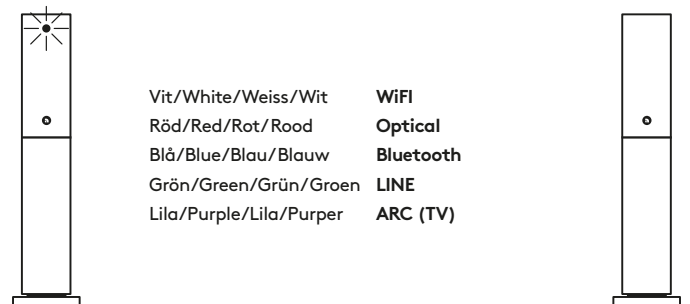 Vit/White/Weiss/Wit WiFI
Röd/Red/Rot/Rood Optical
Blå/Blue/Blau/Blauw Bluetooth
Grön/Green/Grün/Groen LINE
Lila/Purple/Lila/Purper ARC (TV)